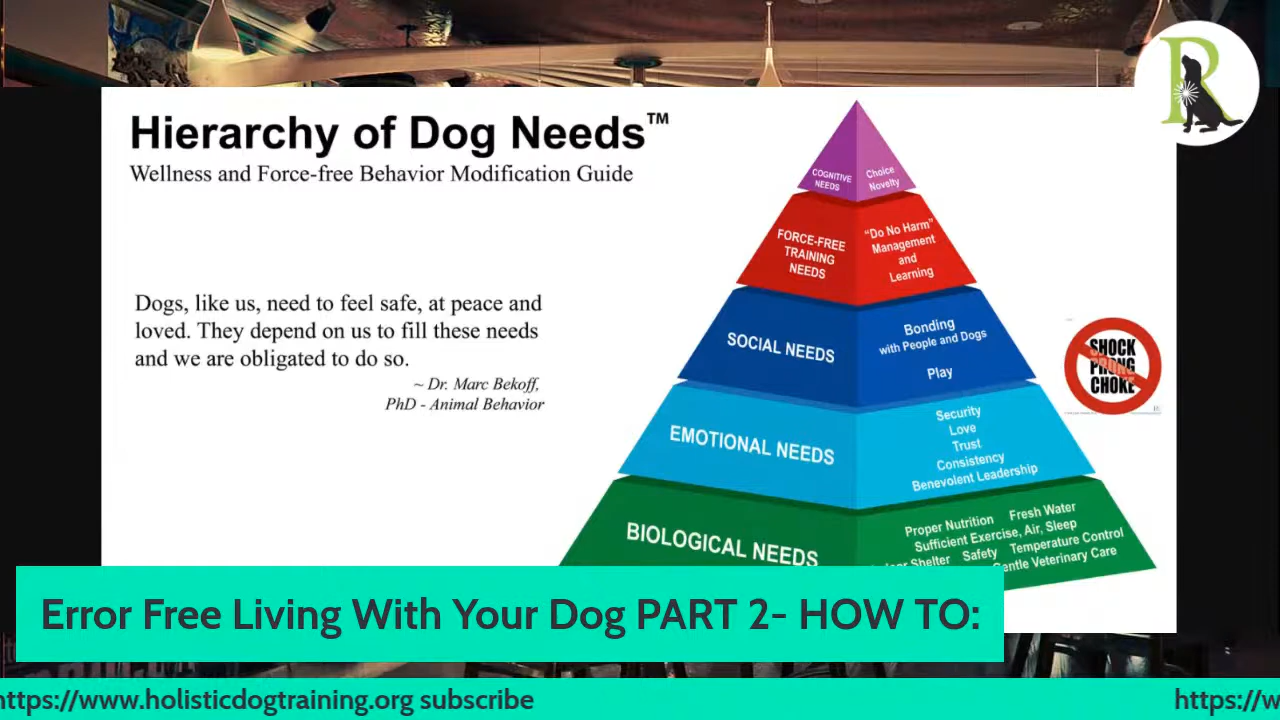 Hierarchy of Dog Needs™
Wellness and Force-free Behavior Modification Guide
Dogs, like us, need to feel safe, at peace and
loved. They depend on us to fill these needs
and we are obligated to do so.
~ Dr. Marc Bekoff,
PhD - Animal Behavior
COGNITIVE
NEEDS
Choice
Novelty
FORCE-FREE
TRAINING
NEEDS
"Do No Harm"
Management
and
Learning
SOCIAL NEEDS
Bonding
with People and Dogs
Play
EMOTIONAL NEEDS
Security
Love
Trust
Consistency
Benevolent Leadership
BIOLOGICAL NEEDS
Proper Nutrition Fresh Water
Sufficient Exercise, Air, Sleep
Shelter Safety Temperature Control
Gentle Veterinary Care
SHOCK
PRONG
CHOKE
R
Error Free Living With Your Dog PART 2- HOW TO:
https://www.holisticdogtraining.org subscribe
https://w